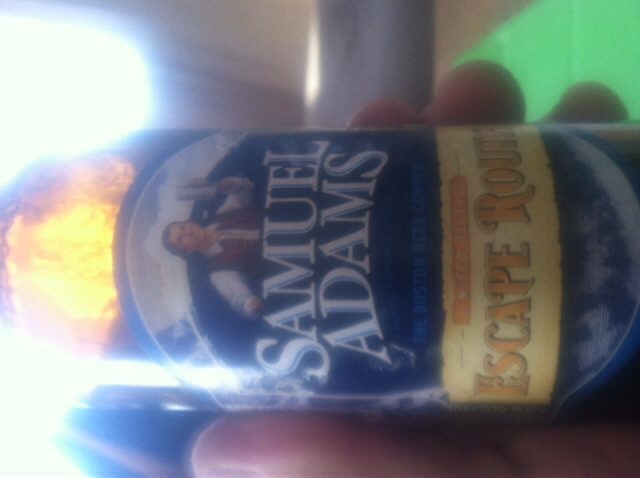 SAMUEL
ADAMS
THE BOSTON BEER COMPANY
ESCAPE ROUTE